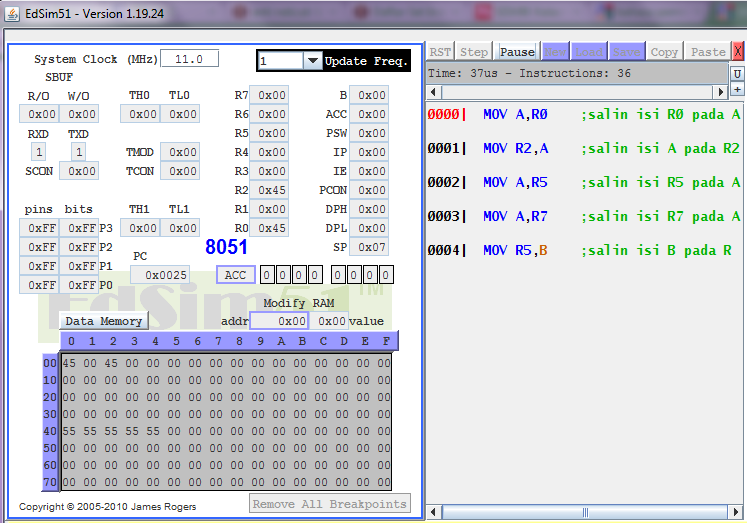 EdSim51 - Version 1.19.24
System Clock (MHz) 11.0 1 Update Freq.
SBUF
R/O W/O TH0 TL0 R7 0x00 B 0x00
0x00 0x00 0x00 0x00 R6 0x00 ACC 0x00
RXD TXD R5 0x00 PSW 0x00
1 1 TMOD 0x00 R4 0x00 IP 0x00
SCON 0x00 TCON 0x00 R3 0x00 IE 0x00
R2 0x45 PCON 0x00
pins bits TH1 TL1 R1 0x00 DPH 0x00
0xFF 0xFF P3 0x00 0x00 R0 0x45 DPL 0x00
0xFF 0xFF P2 8051 SP 0x07
PC
0xFF 0xFF P1 0x0025 ACC 0 0 0 0 0 0 0 0
0xFF 0xFF P0
EdSim51 TM
Modify RAM
Data Memory addr 0x00 0x00 value
0 1 2 3 4 5 6 7 8 9 A B C D E F
00 45 00 45 00 00 00 00 00 00 00 00 00 00 00 00 00
10 00 00 00 00 00 00 00 00 00 00 00 00 00 00 00 00
20 00 00 00 00 00 00 00 00 00 00 00 00 00 00 00 00
30 00 00 00 00 00 00 00 00 00 00 00 00 00 00 00 00
40 55 55 55 55 55 00 00 00 00 00 00 00 00 00 00 00
50 00 00 00 00 00 00 00 00 00 00 00 00 00 00 00 00
60 00 00 00 00 00 00 00 00 00 00 00 00 00 00 00 00
70 00 00 00 00 00 00 00 00 00 00 00 00 00 00 00 00
Copyright © 2005-2010 James Rogers Remove All Breakpoints
RST Step Pause New Load Save Copy Paste X
Time: 37us - Instructions: 36 U
+
0000| MOV A,R0 ;salin isi R0 pada A
0001| MOV R2,A ;salin isi A pada R2
0002| MOV A,R5 ;salin isi R5 pada A
0003| MOV A,R7 ;salin isi R7 pada A
0004| MOV R5,B ;salin isi B pada R